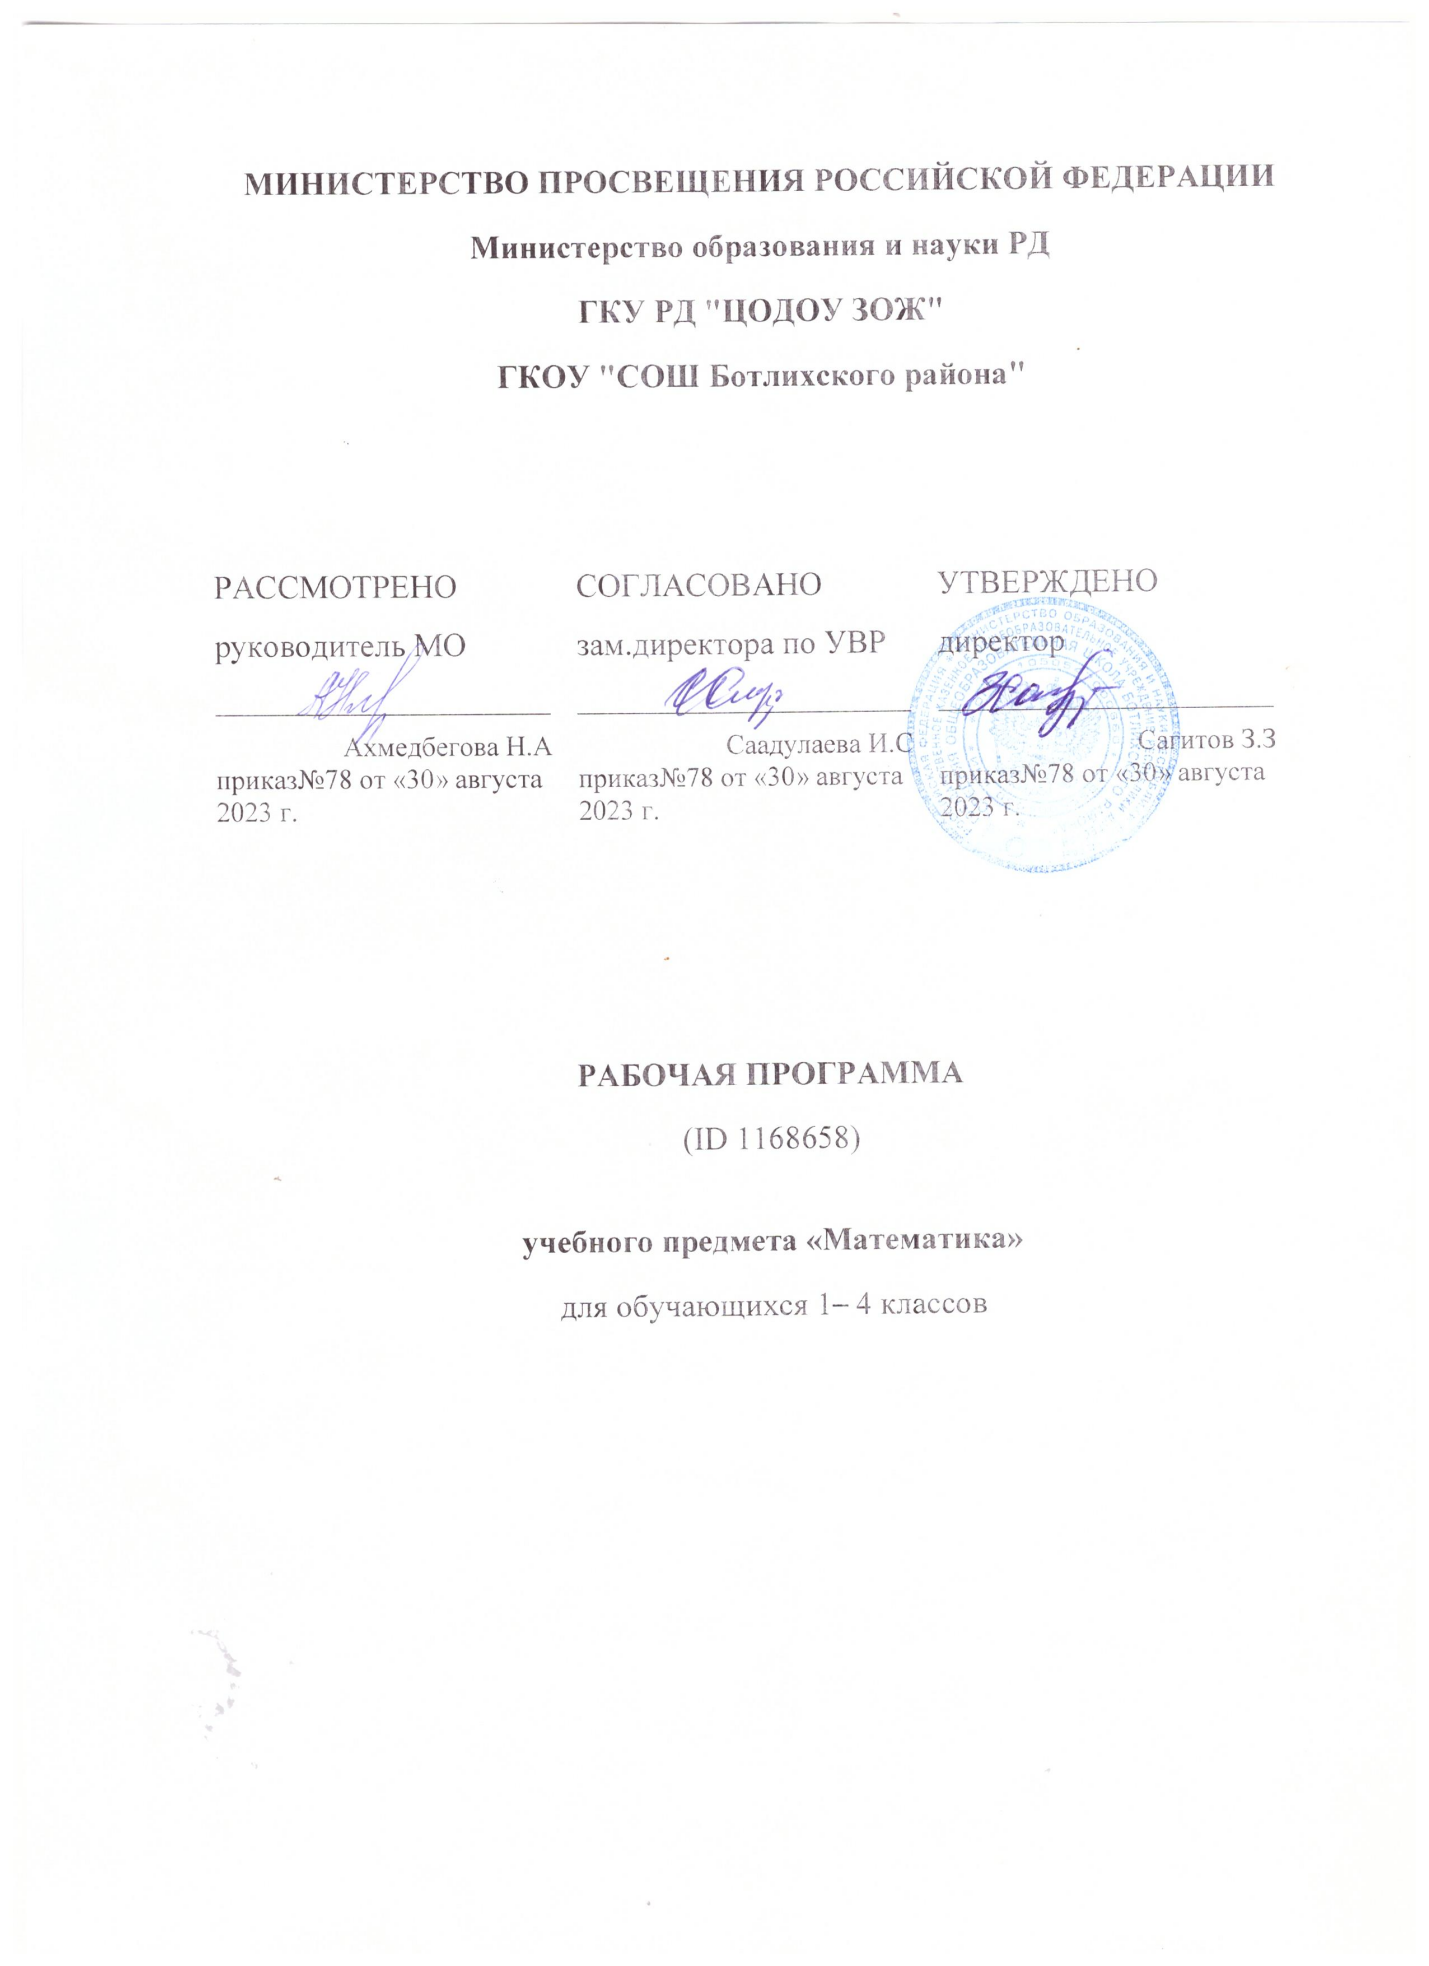 МИНИСТЕРСТВО ПРОСВЕЩЕНИЯ РОССИЙСКОЙ ФЕДЕРАЦИИ
Министерство образования и науки РД
ГКУ РД "ЦОДОУ ЗОЖ"
ГКОУ "СОШ Ботлихского района"
РАССМОТРЕНО
руководитель МО
Ахмедбегова Н.А
приказ№78 от «30» августа
2023 г.
СОГЛАСОВАНО
зам.директора по УВР
Саадулаева И.С
приказ№78 от «30» августа
2023 г.
УТВЕРЖДЕНО
директор
Сагитов З.З
приказ№78 от «30» августа
2023 г.
РАБОЧАЯ ПРОГРАММА
(ID 1168658)
учебного предмета «Математика»
для обучающихся 1– 4 классов